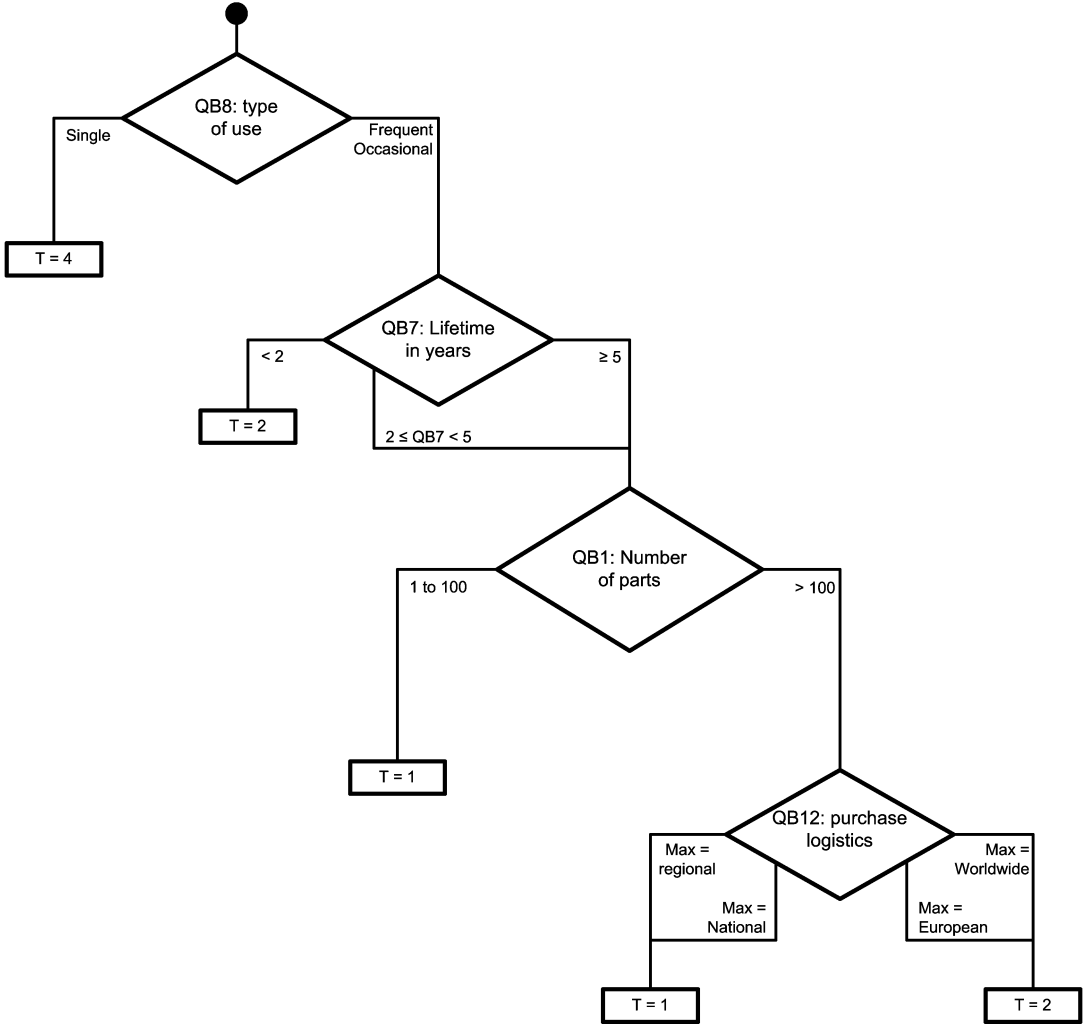 QB8: type
of use
Single
Frequent
Occasional
T = 4
QB7: Lifetime
in years
< 2
≥ 5
T = 2
2 ≤ QB7 < 5
QB1: Number
of parts
1 to 100
> 100
T = 1
QB12: purchase
logistics
Max =
regional
Max =
National
Max =
Worldwide
Max =
European
T = 1
T = 2